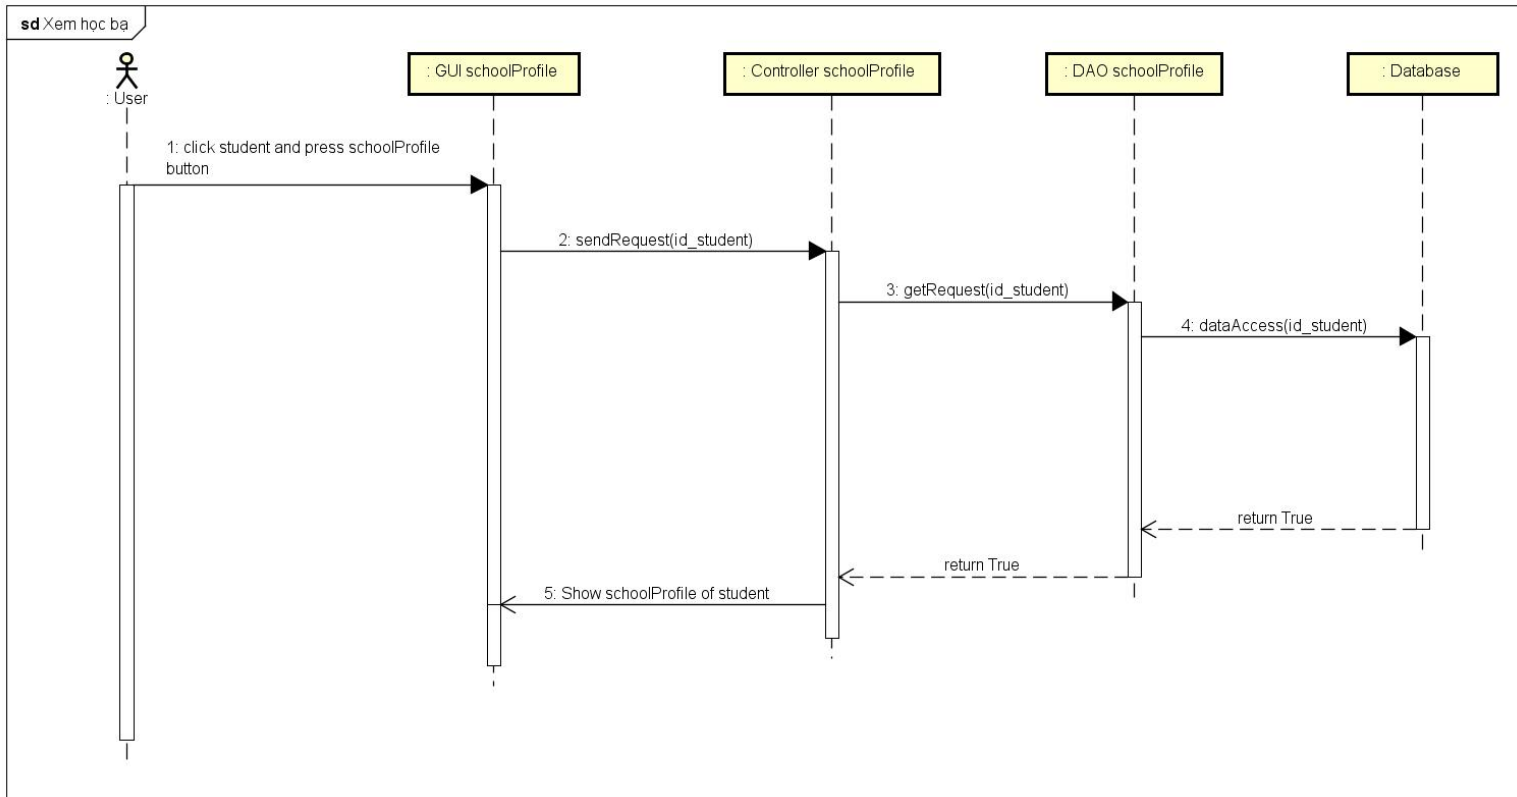 sd Xem học bạ
: User
: GUI schoolProfile
: Controller schoolProfile
: DAO schoolProfile
: Database
1: click student and press schoolProfile
button
2: sendRequest(id_student)
3: getRequest(id_student)
4: dataAccess(id_student)
return True
return True
5: Show schoolProfile of student